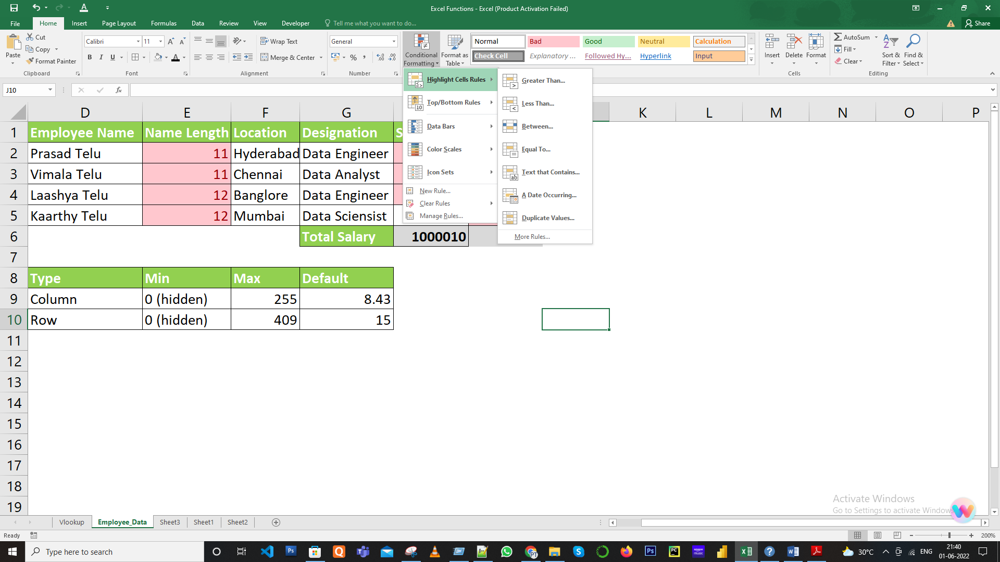 Excel Functions - Excel (Product Activation Failed)
File Home Insert Page Layout Formulas Data Review View Developer Tell me what you want to do... Share
Paste
Cut
Copy
Format Painter
Clipboard
Calibri 11
B I U
Font
Wrap Text
Merge & Center
Alignment
General
Number
Conditional Formatting
Format as Table
Normal Bad Good Neutral Calculation
Check Cell Explanatory ... Followed Hy... Hyperlink Input
Insert Delete Format
Cells
AutoSum
Fill
Clear
Sort & Filter
Find & Select
Editing
J10
fx
Highlight Cells Rules
Top/Bottom Rules
Data Bars
Color Scales
Icon Sets
New Rule...
Clear Rules
Manage Rules...
Greater Than...
Less Than...
Between...
Equal To...
Text that Contains...
A Date Occurring...
Duplicate Values...
More Rules...
D E F G K L M N O P
1 Employee Name Name Length Location Designation S
2 Prasad Telu 11 Hyderabad Data Engineer
3 Vimala Telu 11 Chennai Data Analyst
4 Laashya Telu 12 Banglore Data Engineer
5 Kaarthy Telu 12 Mumbai Data Sciensist
6 Total Salary 1000010
7
8 Type Min Max Default
9 Column 0 (hidden) 255 8.43
10 Row 0 (hidden) 409 15
11
12
13
14
15
16
17
18
19
Activate Windows
Go to Settings to activate Windows
Vlookup Employee_Data Sheet3 Sheet1 Sheet2
Ready 200%
Type here to search
30°C ENG
21:40
01-06-2022